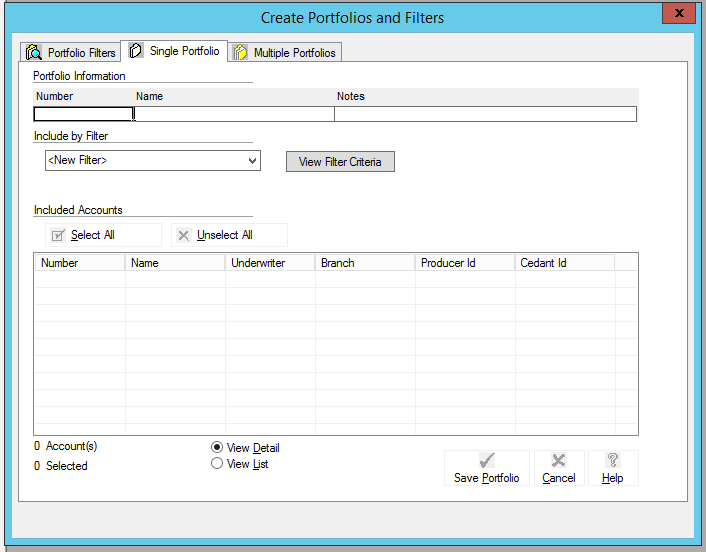 Create Portfolios and Filters
x
Portfolio Filters Single Portfolio Multiple Portfolios
Portfolio Information
Number Name Notes
Include by Filter
<New Filter> View Filter Criteria
Included Accounts
Select All Unselect All
Number Name Underwriter Branch Producer Id Cedant Id
0 Account(s) View Detail
0 Selected View List
Save Portfolio Cancel Help